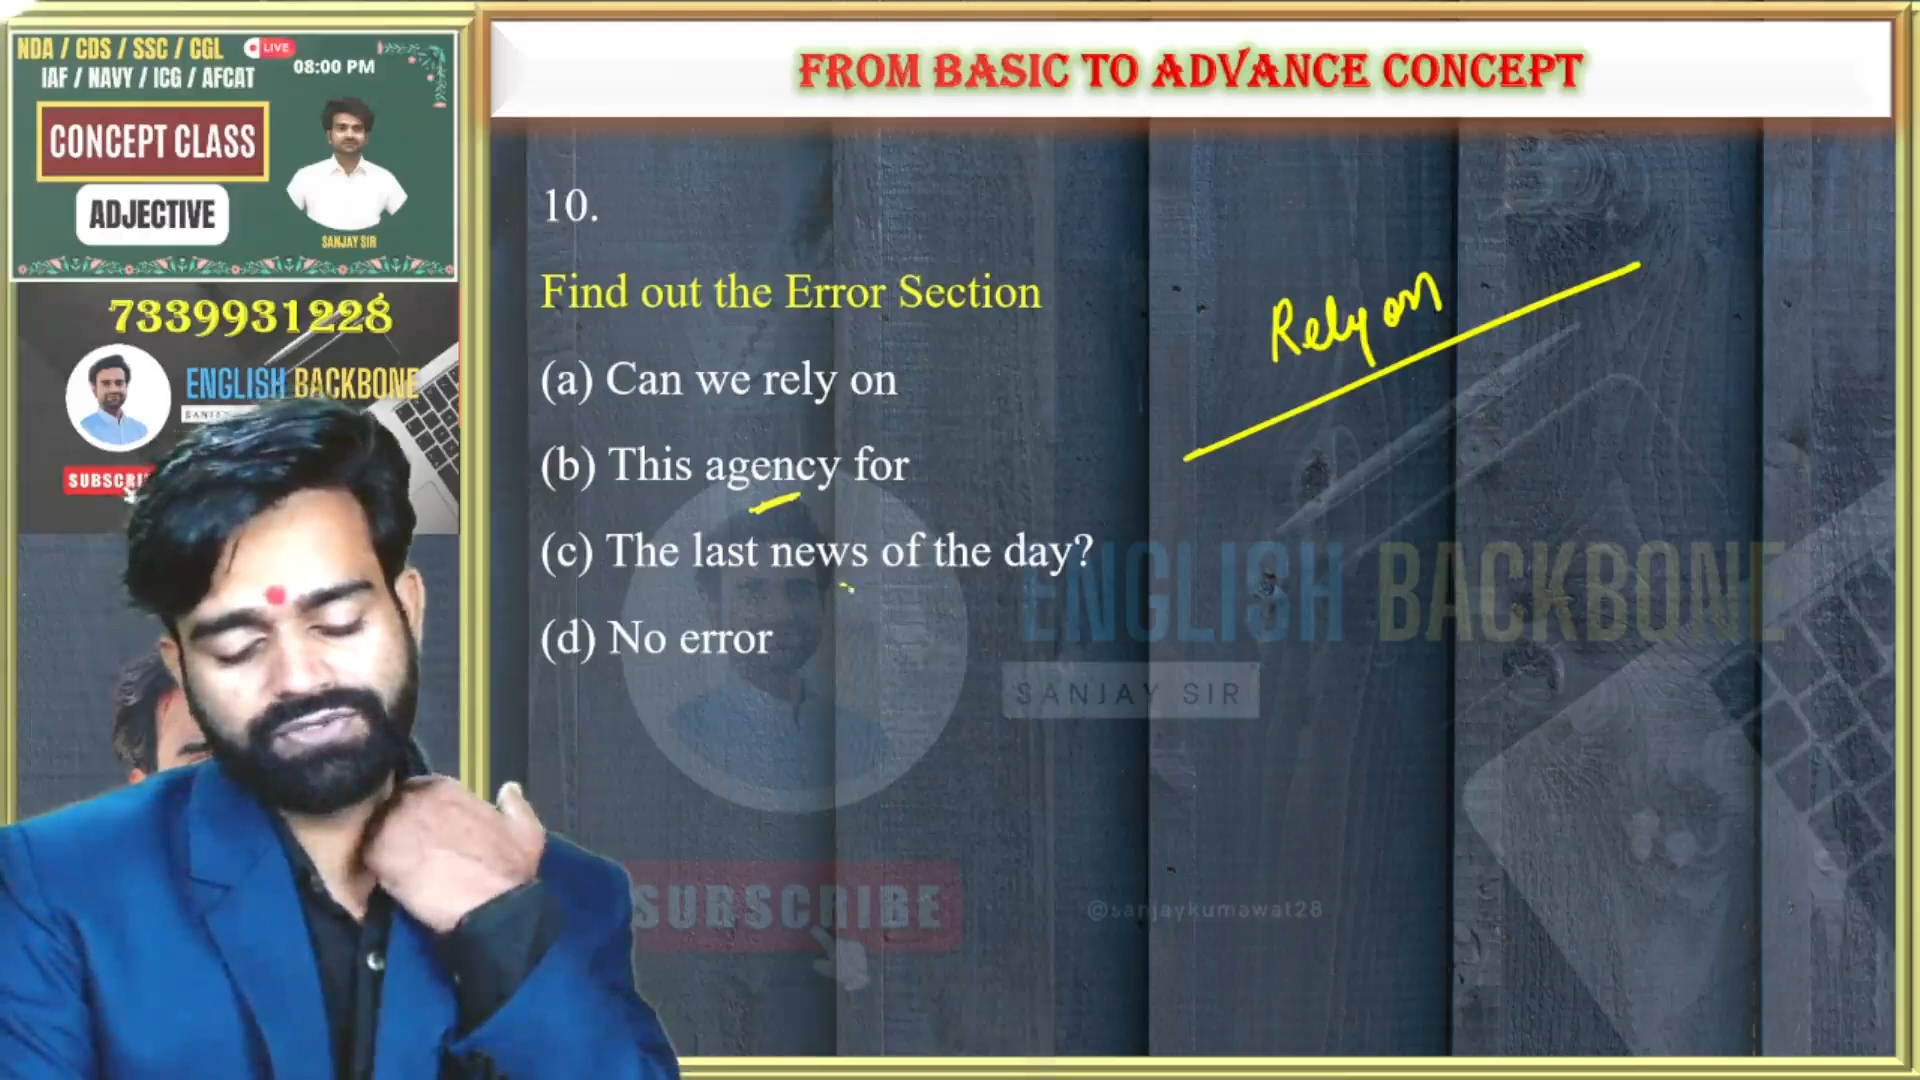 NDA / CDS / SSC / CGL
LIVE
IAF / NAVY / ICG / AFCAT
08:00 PM
CONCEPT CLASS
ADJECTIVE
SANJAY SIR
7339931228
ENGLISH BACKBONE
FROM BASIC TO ADVANCE CONCEPT
10.
Find out the Error Section
(a) Can we rely on
(b) This agency for
(c) The last news of the day?
(d) No error
Rely on
ENGLISH BACKBONE
SANJAY SIR
SUBSCRIBE
@sanjaykumawat28